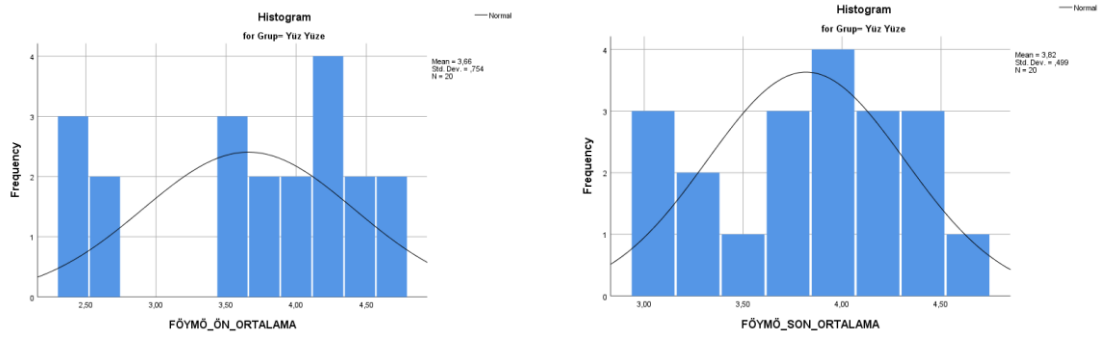 Histogram
for Grup= Yüz Yüze
Normal
Mean = 3,66
Std. Dev. = ,754
N = 20
Frequency
4
3
2
1
0
2,50 3,00 3,50 4,00 4,50
FÖYMÖ_ÖN_ORTALAMA
Histogram
for Grup= Yüz Yüze
Normal
Mean = 3,82
Std. Dev. = ,499
N = 20
Frequency
4
3
2
1
0
3,00 3,50 4,00 4,50
FÖYMÖ_SON_ORTALAMA